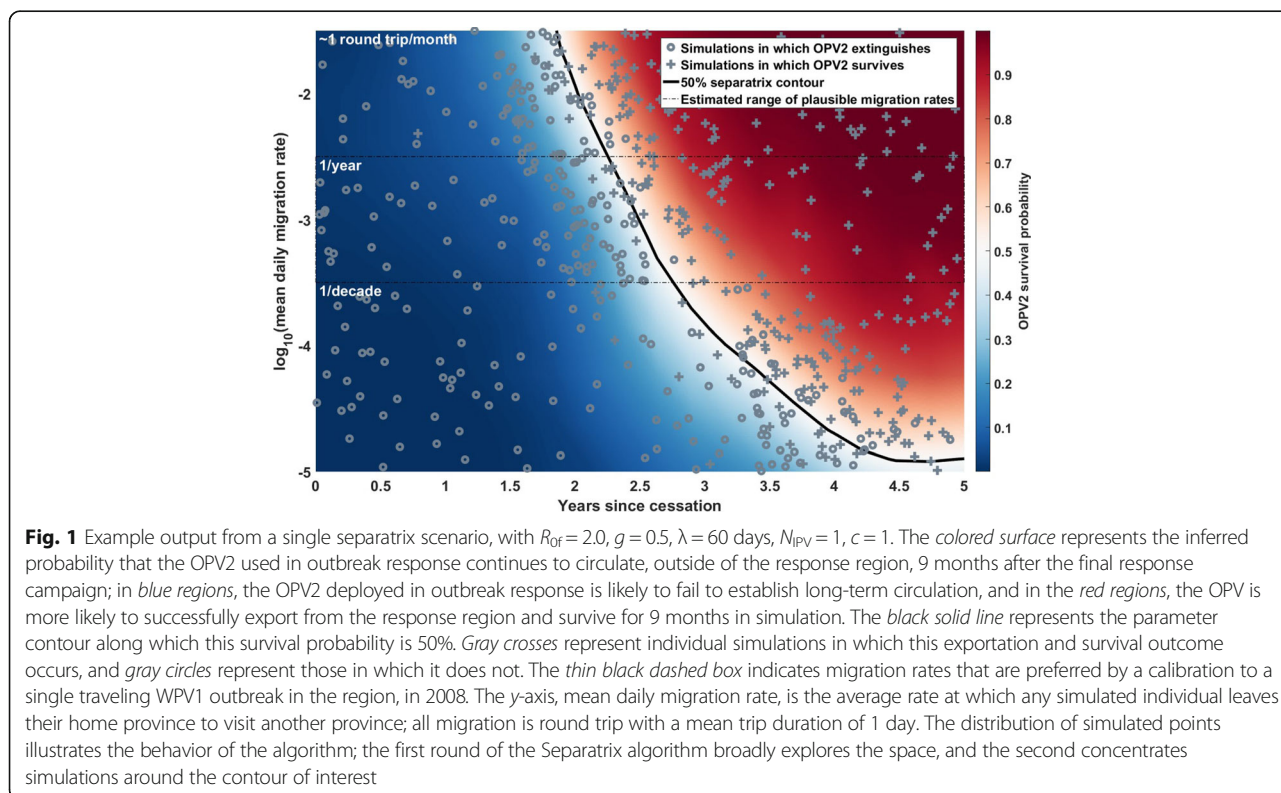 ~1 round trip/month
Simulations in which OPV2 extinguishes
Simulations in which OPV2 survives
50% separatrix contour
Estimated range of plausible migration rates
1/year
1/decade
-2
-3
-4
-5
log10(mean daily migration rate)
0 0.5 1 1.5 2 2.5 3 3.5 4 4.5 5
Years since cessation
0.9
0.8
0.7
0.6
0.5
0.4
0.3
0.2
0.1
OPV2 survival probability
Fig. 1 Example output from a single separatrix scenario, with R0f = 2.0, g = 0.5, λ = 60 days, NIPV = 1, c = 1. The colored surface represents the inferred
probability that the OPV2 used in outbreak response continues to circulate, outside of the response region, 9 months after the final response
campaign; in blue regions, the OPV2 deployed in outbreak response is likely to fail to establish long-term circulation, and in the red regions, the OPV is
more likely to successfully export from the response region and survive for 9 months in simulation. The black solid line represents the parameter
contour along which this survival probability is 50%. Gray crosses represent individual simulations in which this exportation and survival outcome
occurs, and gray circles represent those in which it does not. The thin black dashed box indicates migration rates that are preferred by a calibration to a
single traveling WPV1 outbreak in the region, in 2008. The y-axis, mean daily migration rate, is the average rate at which any simulated individual leaves
their home province to visit another province; all migration is round trip with a mean trip duration of 1 day. The distribution of simulated points
illustrates the behavior of the algorithm; the first round of the Separatrix algorithm broadly explores the space, and the second concentrates
simulations around the contour of interest